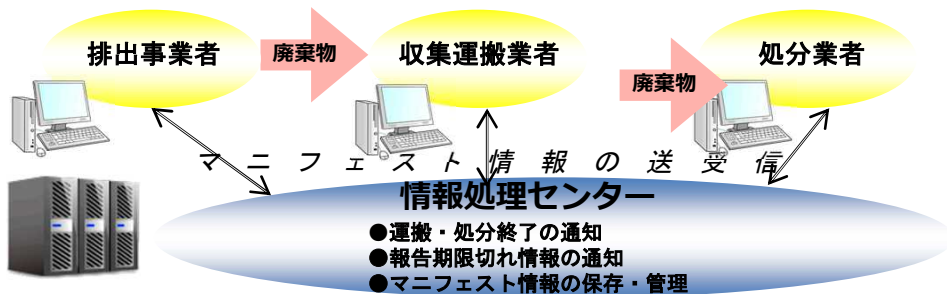 排出事業者
廃棄物
収集運搬業者
廃棄物
処分業者
マニフェスト情報の送受信
情報処理センター
●運搬・処分終了の通知
●報告期限切れ情報の通知
●マニフェスト情報の保存・管理